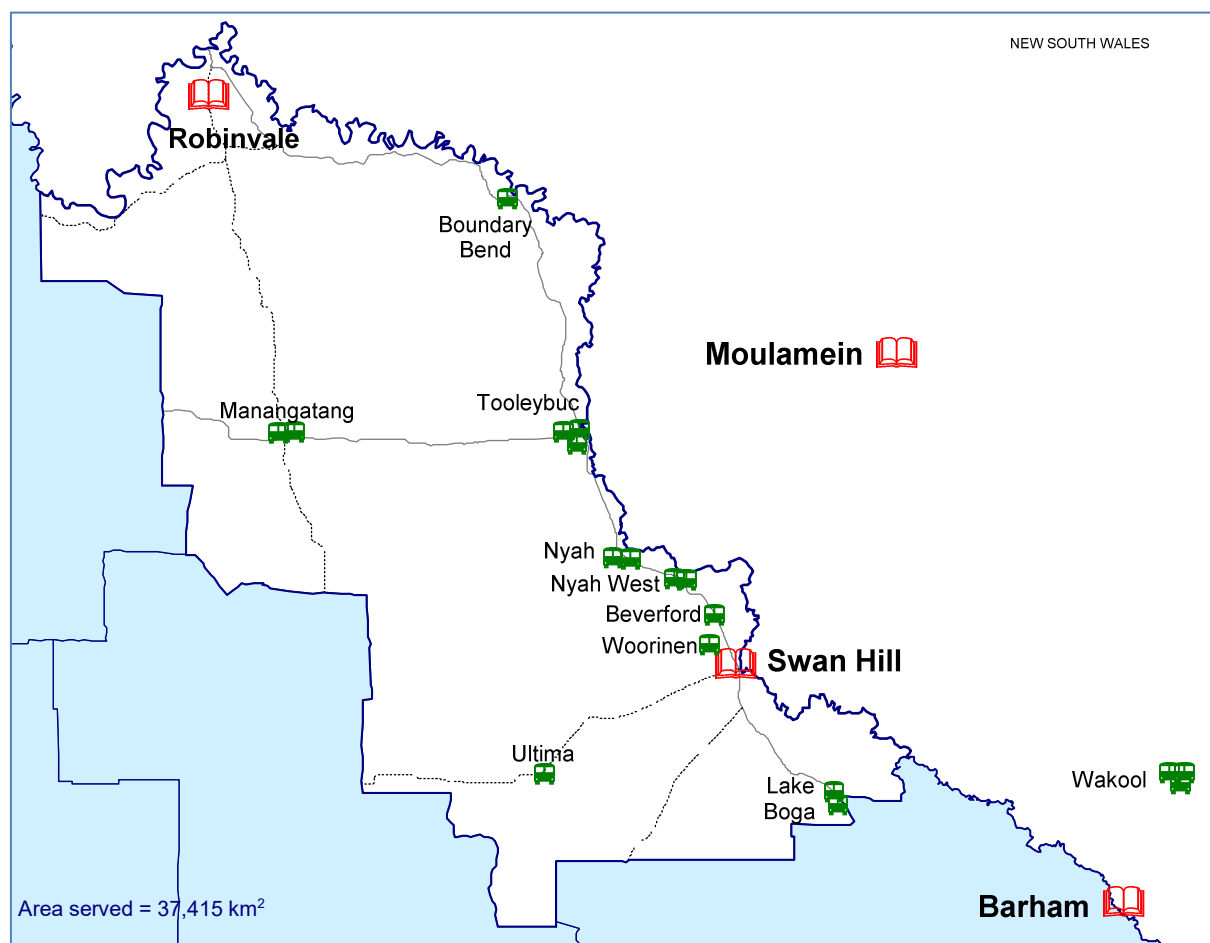 NEW SOUTH WALES
Robinvale
Boundary
Bend
Moulamein
Tooleybuc
Manangatang
Nyah
Nyah West
Beverford
Woorinen
Swan Hill
Ultima
Lake
Boga
Wakool
Barham
Area served = 37,415 km²